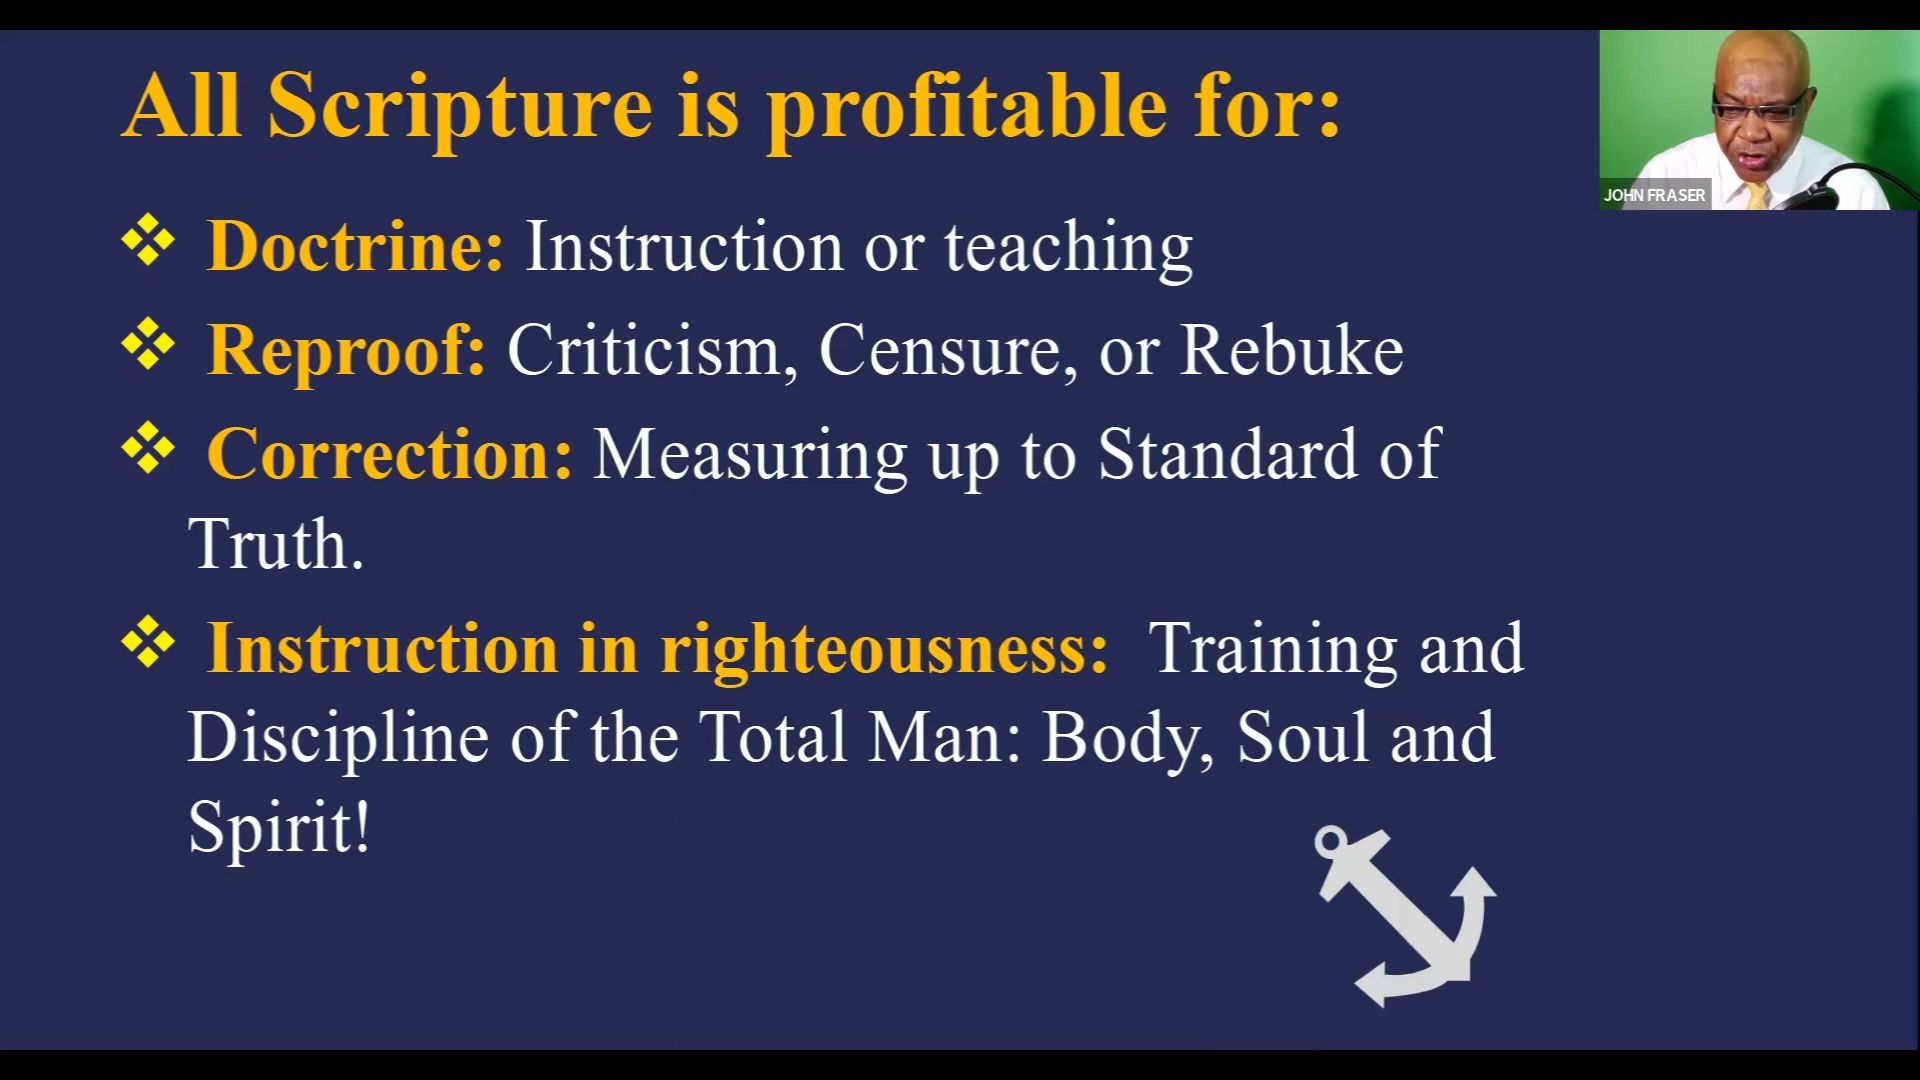 All Scripture is profitable for:
JOHN FRASER
Doctrine: Instruction or teaching
Reproof: Criticism, Censure, or Rebuke
Correction: Measuring up to Standard of
Truth.
Instruction in righteousness: Training and
Discipline of the Total Man: Body, Soul and
Spirit!